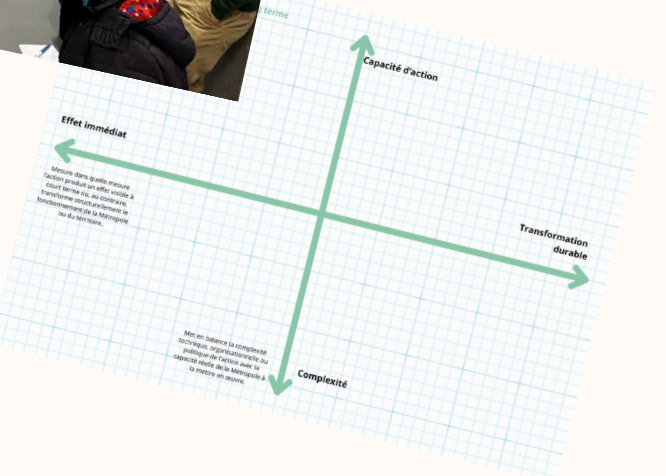 terme
Capacité d'action
Effet immédiat
Mesure dans quelle mesure
l'action produit un effet visible à
court terme ou, au contraire,
transforme structurellement le
fonctionnement de la Métropole
ou du territoire.
Transformation
durable
Met en balance la complexité
technique, organisationnelle ou
politique de l'action avec la
capacité réelle de la Métropole à
la mettre en œuvre.
Complexité